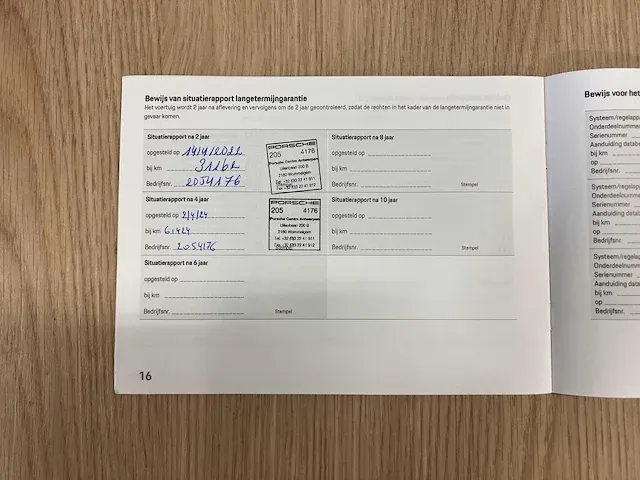 Bewijs van situatierapport langetermijngarantie
Het voertuig wordt 2 jaar na aflevering en vervolgens om de 2 jaar gecontroleerd, zodat de rechten in het kader van de langetermijngarantie niet in
gevaar komen.
Situatierapport na 2 jaar
opgesteld op 14/4/2022
bij km 31162
Bedrijfsnr. 2054176
PORSCHE
205 4176
Porsche Centre Antwerpen
2160 Wommelgem
Situatierapport na 4 jaar
opgesteld op 2/4/24
bij km
Bedrijfsnr. 2054176
PORSCHE
205 4176
Porsche Centre Antwerpen
2160 Wommelgem
Situatierapport na 6 jaar
opgesteld op
bij km
Bedrijfsnr.
Stempel
Situatierapport na 8 jaar
opgesteld op
bij km
Bedrijfsnr.
Stempel
Situatierapport na 10 jaar
opgesteld op
bij km
Bedrijfsnr.
Stempel
16
Bewijs voor het
Systeem/regelapp
Onderdeelnummer
Serienummer
Aanduiding datab
bij km
op
Bedrijfsnr.
Systeem/regelap
Onderdeelnumm
Serienummer
Aanduiding data
bij km
op
Bedrijfsnr.
Systeem/regelap
Onderdeelnumm
Serienummer
Aanduiding data
bij km
op
Bedrijfsnr.